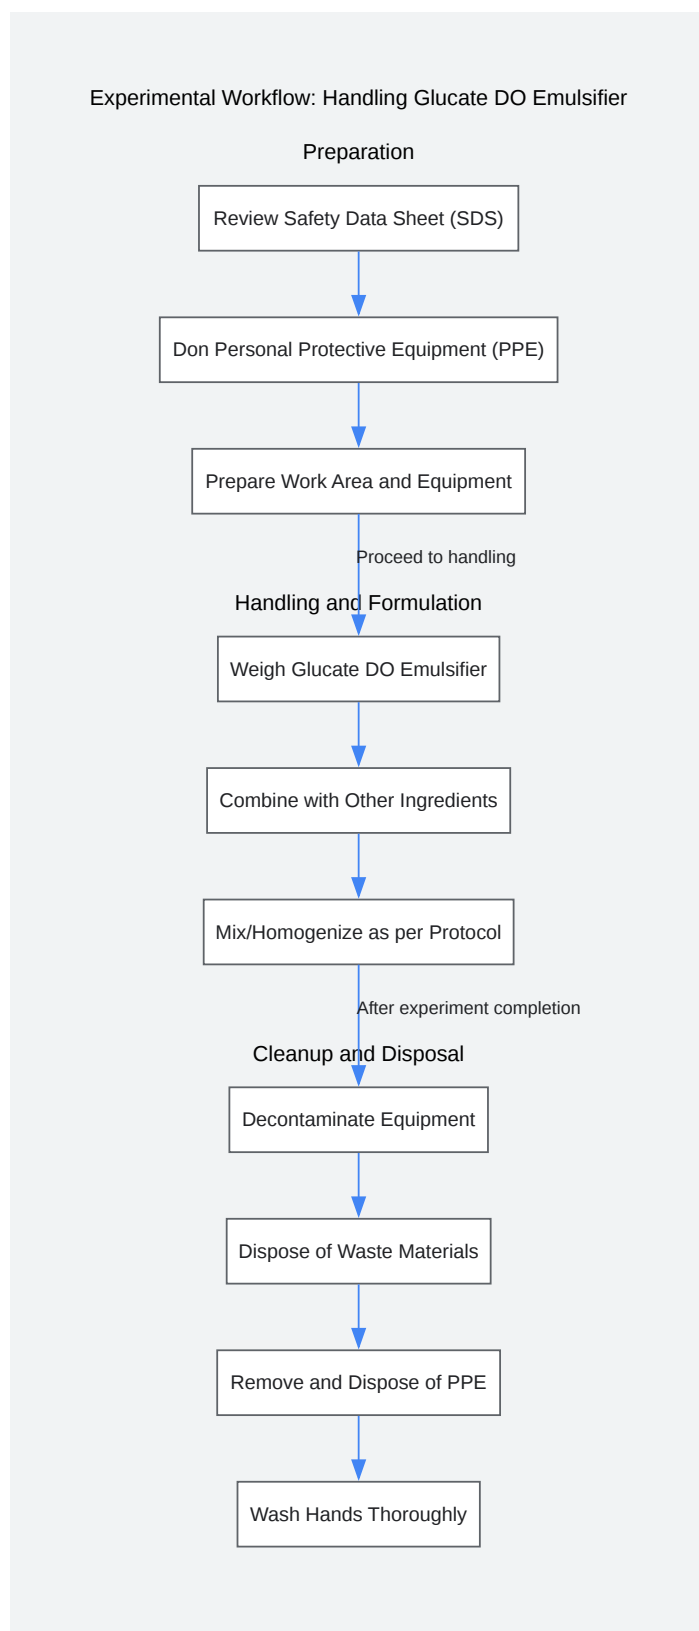 Experimental Workflow: Handling Glucate DO Emulsifier
Preparation
Review Safety Data Sheet (SDS)
Don Personal Protective Equipment (PPE)
Prepare Work Area and Equipment
Proceed to handling
Handling and Formulation
Weigh Glucate DO Emulsifier
Combine with Other Ingredients
Mix/Homogenize as per Protocol
After experiment completion
Cleanup and Disposal
Decontaminate Equipment
Dispose of Waste Materials
Remove and Dispose of PPE
Wash Hands Thoroughly